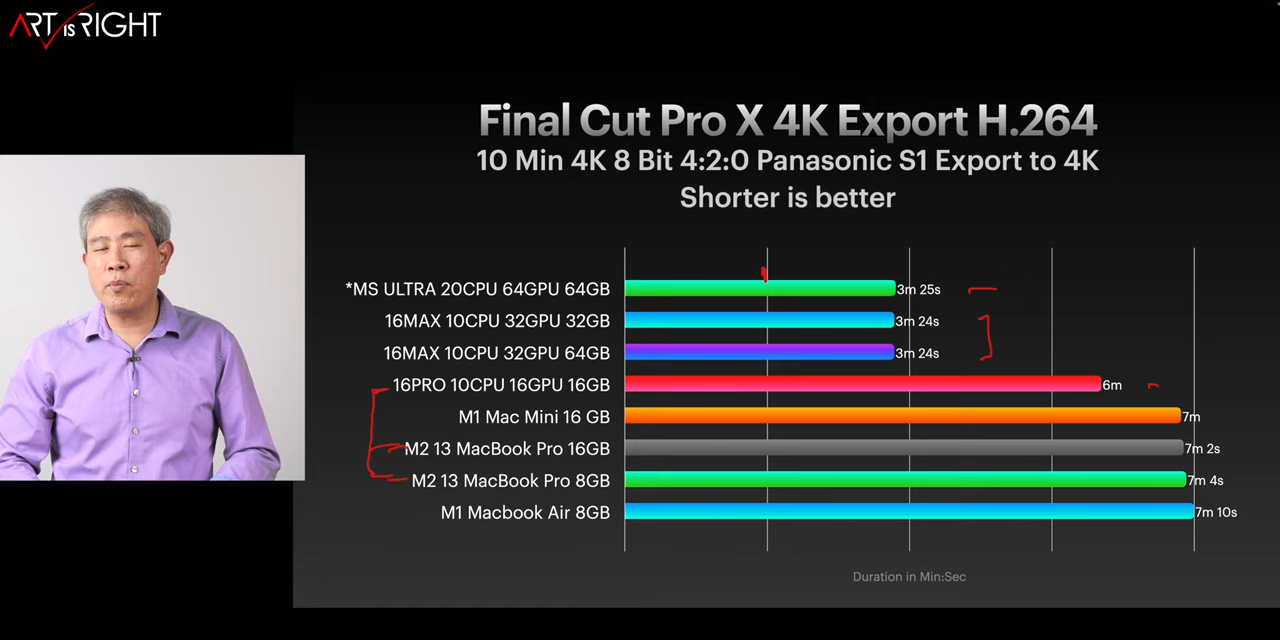 ART IS RIGHT
Final Cut Pro X 4K Export H.264
10 Min 4K 8 Bit 4:2:0 Panasonic S1 Export to 4K
Shorter is better
*MS ULTRA 20CPU 64GPU 64GB 3m 25s
16MAX 10CPU 32GPU 32GB 3m 24s
16MAX 10CPU 32GPU 64GB 3m 24s
16PRO 10CPU 16GPU 16GB 6m
M1 Mac Mini 16 GB 7m
M2 13 MacBook Pro 16GB 7m 2s
M2 13 MacBook Pro 8GB 7m 4s
M1 Macbook Air 8GB 7m 10s
Duration in Min:Sec